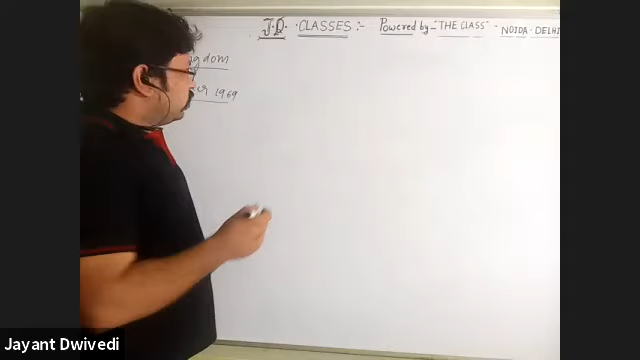 J.D. CLASSES :- Powered by - "THE CLASS" - NOIDA - DELHI
gdom
1969
Jayant Dwivedi